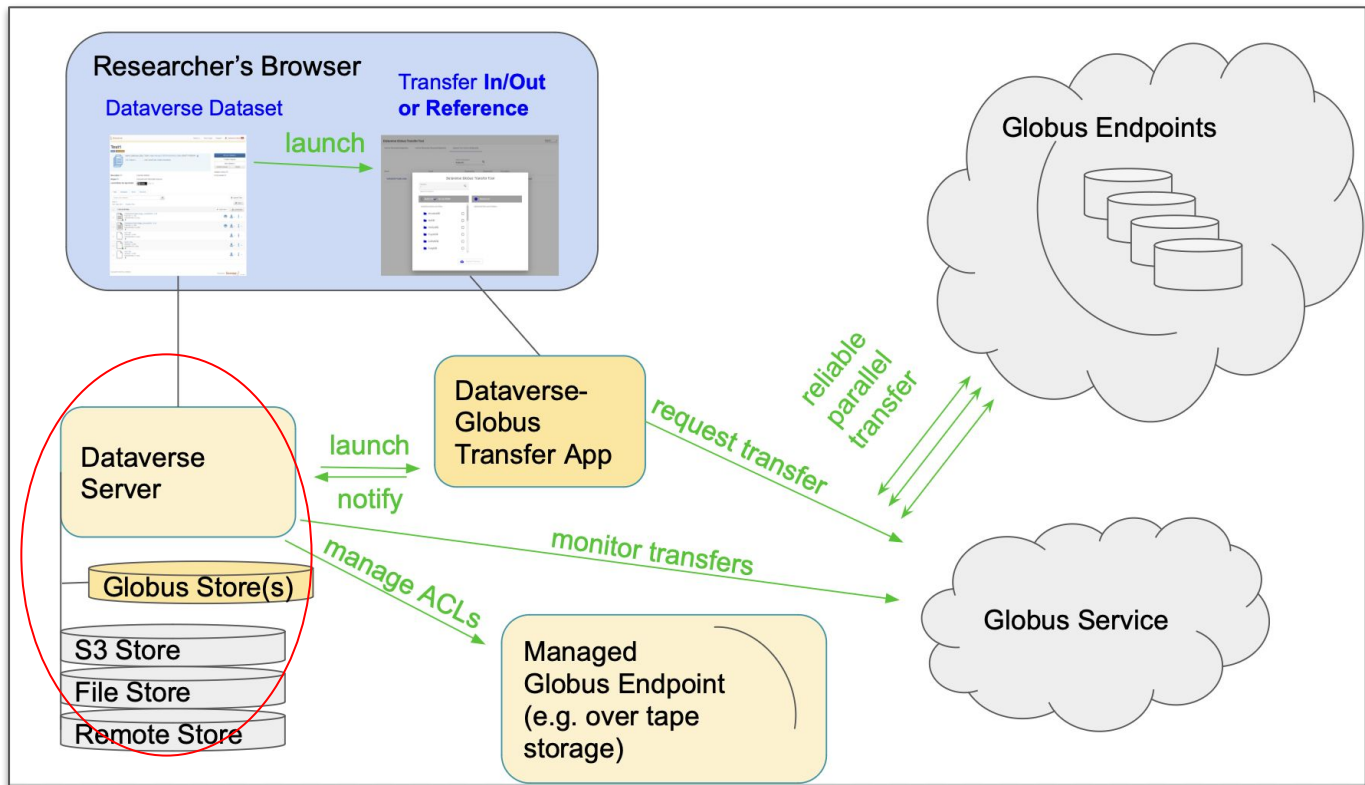 Researcher's Browser
Dataverse Dataset
Transfer In/Out
or Reference
launch
Globus Endpoints
Dataverse
Server
launch
notify
Dataverse-
Globus
Transfer App
request transfer
reliable
parallel
transfer
monitor transfers
manage ACLs
Globus Store(s)
S3 Store
File Store
Remote Store
Managed
Globus Endpoint
(e.g. over tape
storage)
Globus Service